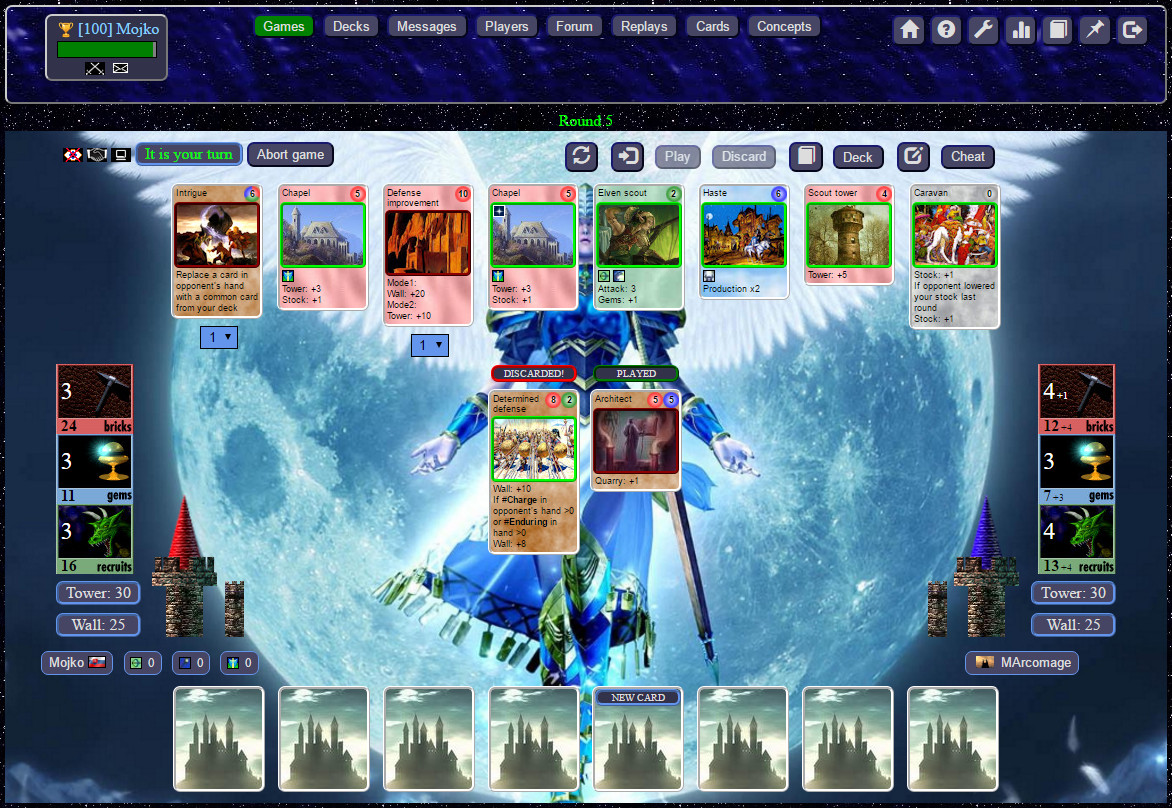 [100] Mojko
Games
Decks
Messages
Players
Forum
Replays
Cards
Concepts
Round 5
It is your turn
Abort game
Play
Discard
Deck
Cheat
Intrigue 6
Replace a card in
opponent's hand
with a common card
from your deck
1
Chapel 5
Tower: +3
Stock: +1
Defense
improvement
10
Mode1:
Wall: +20
Mode2:
Tower: +10
1
Chapel 5
Tower: +3
Stock: +1
Elven scout 2
Attack: 3
Gems: +1
Haste 6
Production x2
Scout tower 4
Tower: +5
Caravan 0
Stock: +1
If opponent lowered
your stock last
round
Stock: +1
DISCARDED!
Determined
defense
8 2
Wall: +10
If #Charge in
opponent's hand >0
or #Enduring in
hand >0
Wall: +8
PLAYED
Architect 5 5
Quarry: +1
3
24 bricks
3
11 gems
3
16 recruits
Tower: 30
Wall: 25
4+1
12+4 bricks
3
7+3 gems
4
13+4 recruits
Tower: 30
Wall: 25
Mojko
0
0
0
MArcomage
NEW CARD